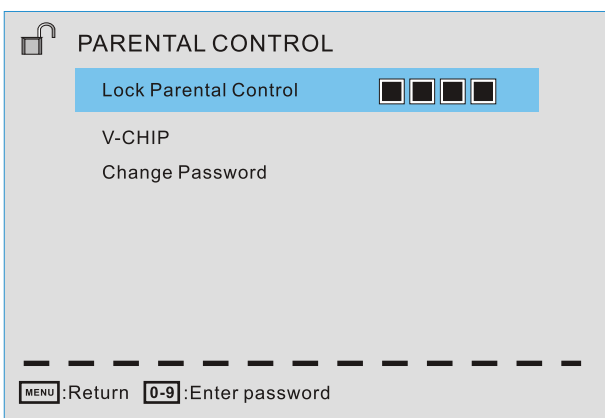 PARENTAL CONTROL
Lock Parental Control
V-CHIP
Change Password
MENU:Return 0-9:Enter password